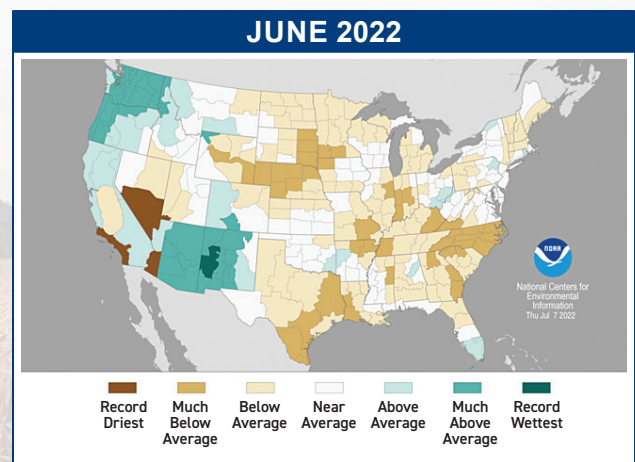 JUNE 2022
NOAA
National Centers for
Environmental
Information
Thu Jul 7 2022
Record
Driest
Much
Below
Average
Below
Average
Near
Average
Above
Average
Much
Above
Average
Record
Wettest